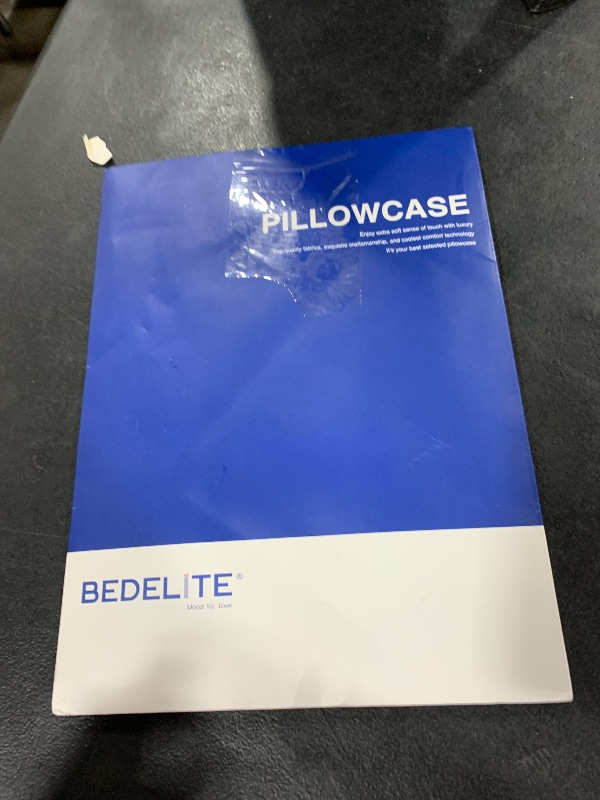 PILLOWCASE
Enjoy extra soft sense of touch with luxury
Top quality fabrics, exquisite craftsmanship, and coolest comfort technology
It's your best selected pillowcase
BEDELITE®
Mood for Love